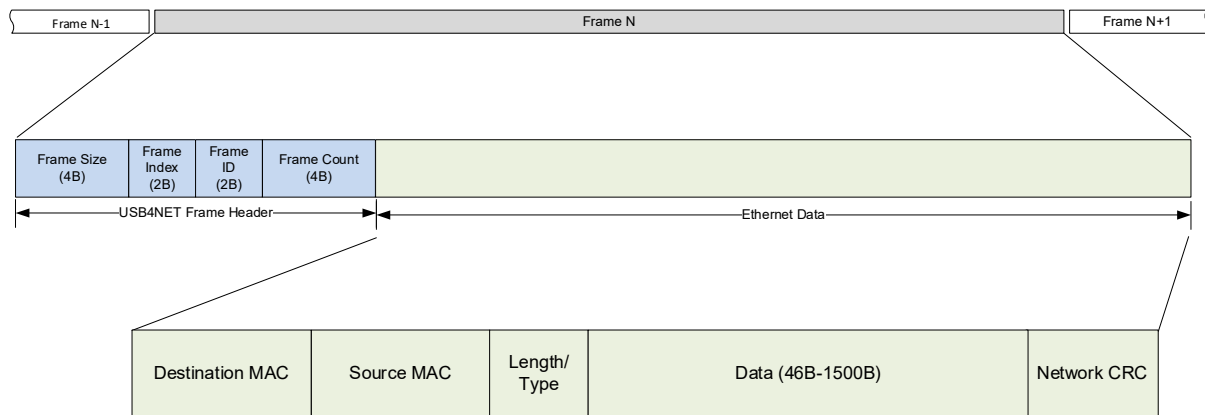 Frame N-1
Frame N
Frame N+1
Frame Size
(4B)
Frame
Index
(2B)
Frame
ID
(2B)
Frame Count
(4B)
USB4NET Frame Header
Ethernet Data
Destination MAC
Source MAC
Length/
Type
Data (46B-1500B)
Network CRC